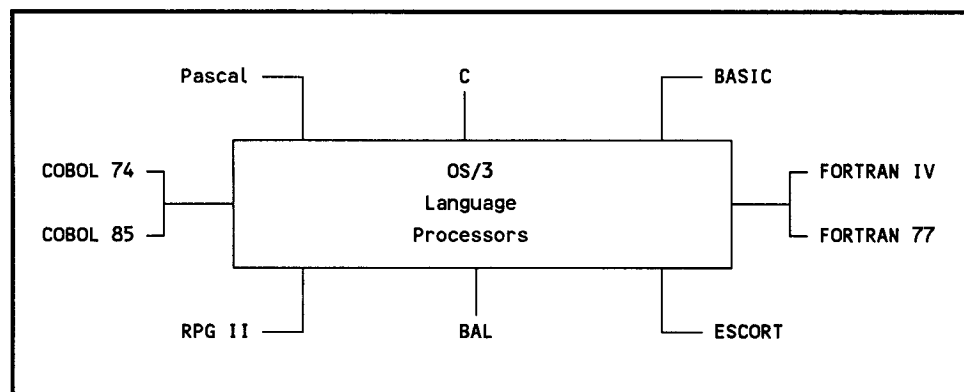 Pascal
C
BASIC
COBOL 74
OS/3
FORTRAN IV
Language
COBOL 85
Processors
FORTRAN 77
RPG II
BAL
ESCORT